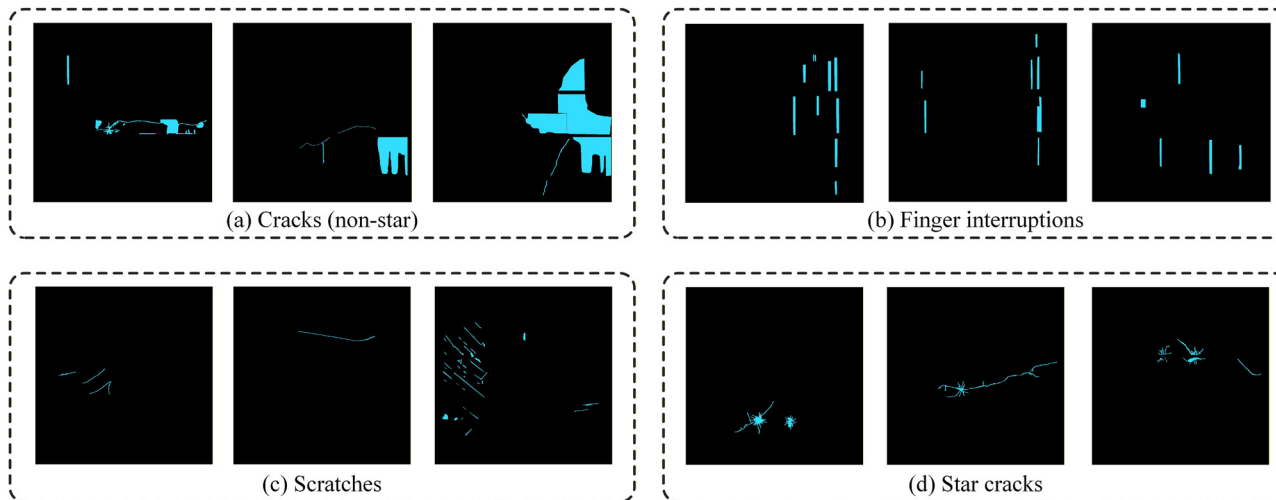 (a) Cracks (non-star)
(b) Finger interruptions
(c) Scratches
(d) Star cracks